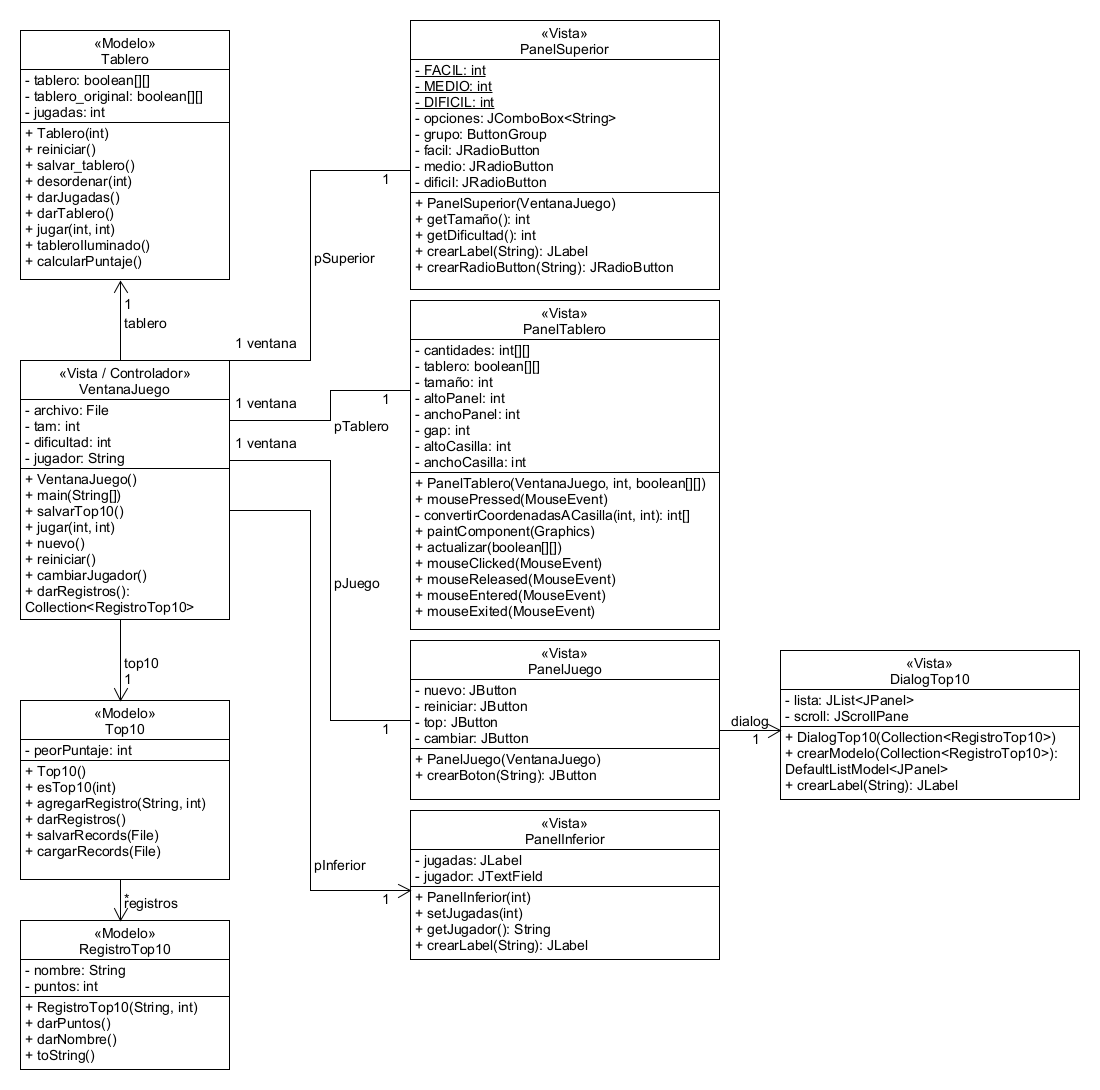 «Modelo»
Tablero
- tablero: boolean[][]
- tablero_original: boolean[][]
- jugadas: int
+ Tablero(int)
+ reiniciar()
+ salvar_tablero()
+ desordenar(int)
+ darJugadas()
+ darTablero()
+ jugar(int, int)
+ tableroIluminado()
+ calcularPuntaje()
1
tablero
«Vista / Controlador»
VentanaJuego
- archivo: File
- tam: int
- dificultad: int
- jugador: String
+ VentanaJuego()
+ main(String[])
+ salvarTop10()
+ jugar(int, int)
+ nuevo()
+ reiniciar()
+ cambiarJugador()
+ darRegistros():
Collection<RegistroTop10>
top10
1
«Modelo»
Top10
- peorPuntaje: int
+ Top10()
+ esTop10(int)
+ agregarRegistro(String, int)
+ darRegistros()
+ salvarRecords(File)
+ cargarRecords(File)
*
registros
«Modelo»
RegistroTop10
- nombre: String
- puntos: int
+ RegistroTop10(String, int)
+ darPuntos()
+ darNombre()
+ toString()
1
pSuperior
1 ventana
1 ventana
1
pTablero
1 ventana
pJuego
1
pInferior
1
«Vista»
PanelSuperior
- FACIL: int
- MEDIO: int
- DIFICIL: int
- opciones: JComboBox<String>
- grupo: ButtonGroup
- facil: JRadioButton
- medio: JRadioButton
- dificil: JRadioButton
+ PanelSuperior(VentanaJuego)
+ getTamaño(): int
+ getDificultad(): int
+ crearLabel(String): JLabel
+ crearRadioButton(String): JRadioButton
«Vista»
PanelTablero
- cantidades: int[][]
- tablero: boolean[][]
- tamaño: int
- altoPanel: int
- anchoPanel: int
- gap: int
- altoCasilla: int
- anchoCasilla: int
+ PanelTablero(VentanaJuego, int, boolean[][])
+ mousePressed(MouseEvent)
- convertirCoordenadasACasilla(int, int): int[]
+ paintComponent(Graphics)
+ actualizar(boolean[][])
+ mouseClicked(MouseEvent)
+ mouseReleased(MouseEvent)
+ mouseEntered(MouseEvent)
+ mouseExited(MouseEvent)
«Vista»
PanelJuego
- nuevo: JButton
- reiniciar: JButton
- top: JButton
- cambiar: JButton
+ PanelJuego(VentanaJuego)
+ crearBoton(String): JButton
dialog
1
«Vista»
DialogTop10
- lista: JList<JPanel>
- scroll: JScrollPane
+ DialogTop10(Collection<RegistroTop10>)
+ crearModelo(Collection<RegistroTop10>):
DefaultListModel<JPanel>
+ crearLabel(String): JLabel
«Vista»
PanelInferior
- jugadas: JLabel
- jugador: JTextField
+ PanelInferior(int)
+ setJugadas(int)
+ getJugador(): String
+ crearLabel(String): JLabel